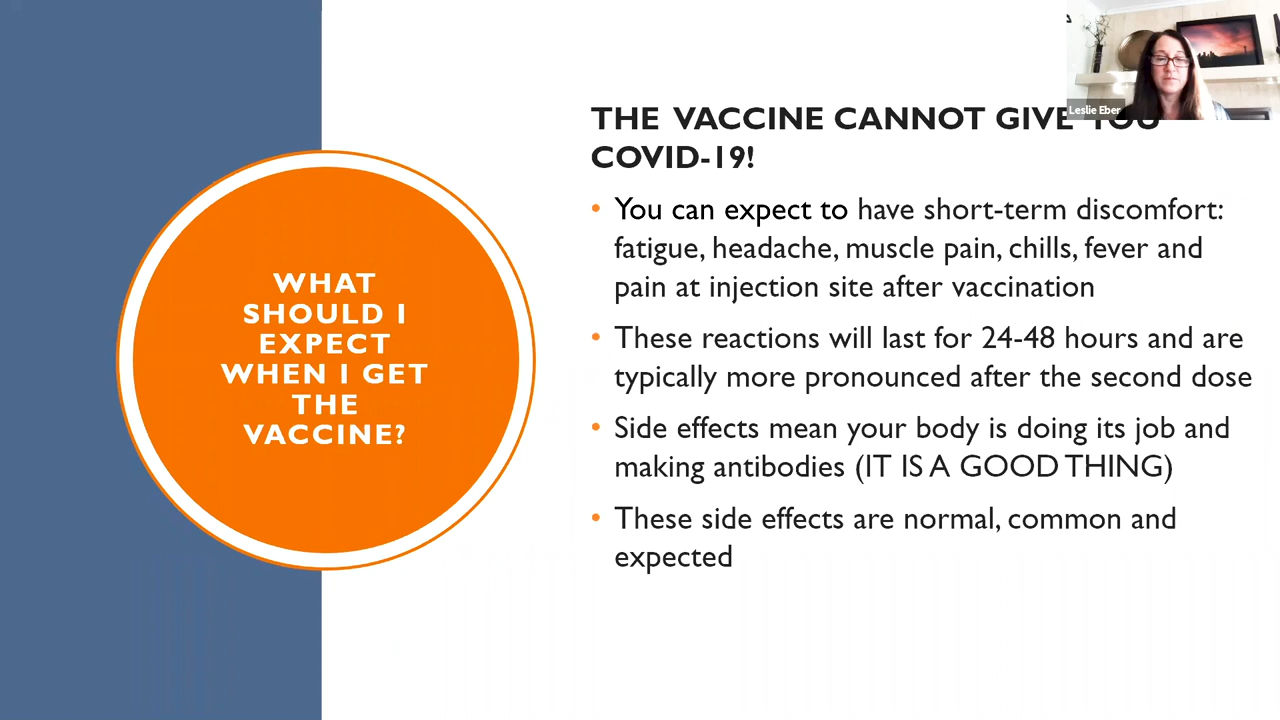 WHAT
SHOULD I
EXPECT
WHEN I GET
THE
VACCINE?
THE VACCINE CANNOT GIVE YOU
COVID-19!
• You can expect to have short-term discomfort:
fatigue, headache, muscle pain, chills, fever and
pain at injection site after vaccination
• These reactions will last for 24-48 hours and are
typically more pronounced after the second dose
• Side effects mean your body is doing its job and
making antibodies (IT IS A GOOD THING)
• These side effects are normal, common and
expected
Leslie Eber